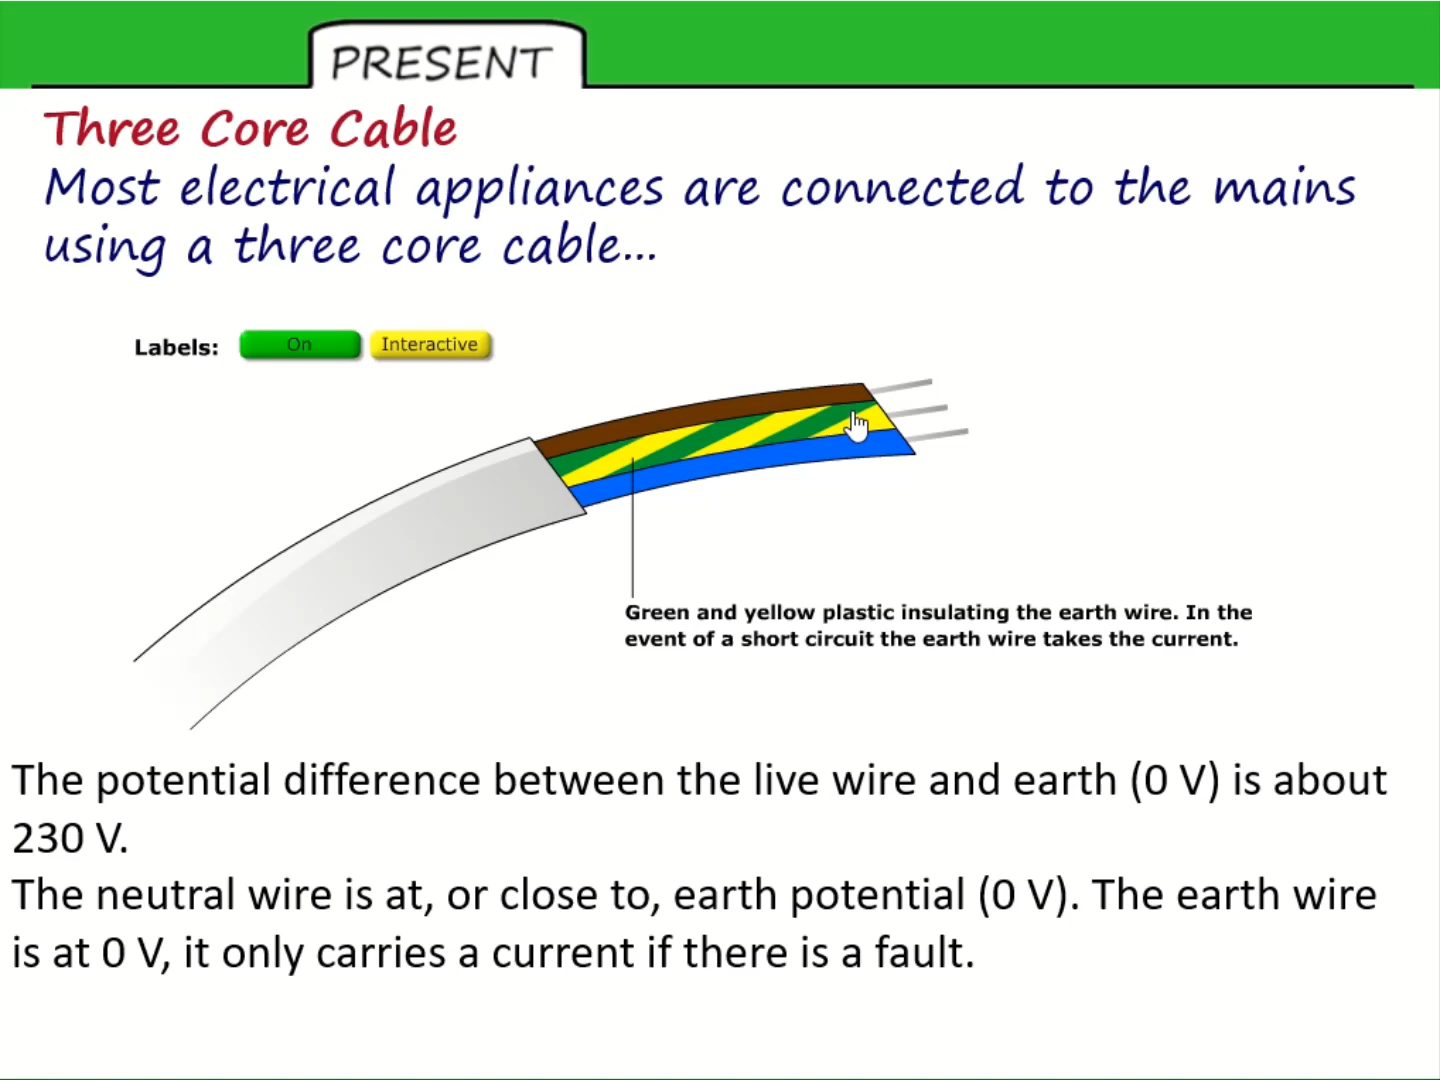 PRESENT
Three Core Cable
Most electrical appliances are connected to the mains
using a three core cable...
Labels: On Interactive
Green and yellow plastic insulating the earth wire. In the
event of a short circuit the earth wire takes the current.
The potential difference between the live wire and earth (0 V) is about
230 V.
The neutral wire is at, or close to, earth potential (0 V). The earth wire
is at 0 V, it only carries a current if there is a fault.